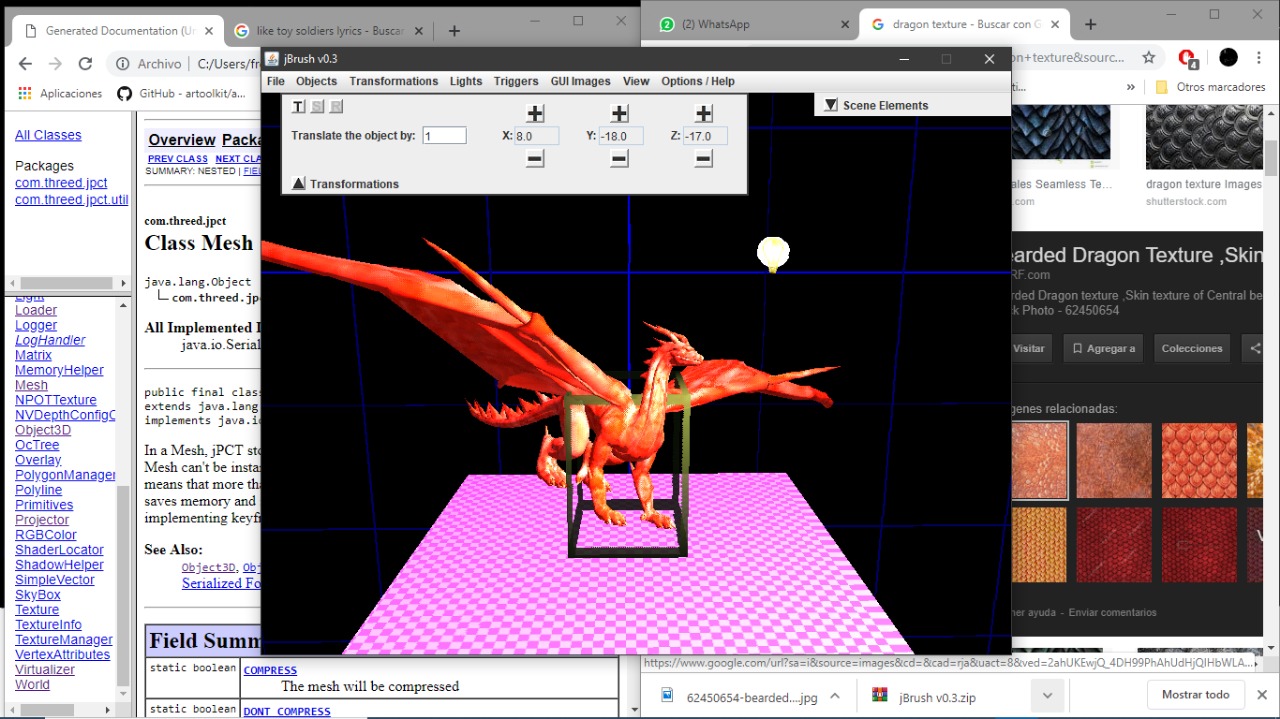 Generated Documentation (Un
like toy soldiers lyrics - Buscar
(2) WhatsApp
dragon texture - Buscar con G
Archivo
C:/Users/fr
on+texture&sourc...
4
Aplicaciones
GitHub - artoolkit/a...
Otros marcadores
jBrush v0.3
File
Objects
Transformations
Lights
Triggers
GUI Images
View
Options / Help
T S R
Translate the object by:
1
X:
8.0
Y:
-18.0
Z:
-17.0
Transformations
Scene Elements
All Classes
Packages
com.threed.jpct
com.threed.jpct.util
Light
Loader
Logger
LogHandler
Matrix
MemoryHelper
Mesh
NPOTTexture
NVDepthConfigC
Object3D
OcTree
Overlay
PolygonManager
Polyline
Primitives
Projector
RGBColor
ShaderLocator
ShadowHelper
SimpleVector
SkyBox
Texture
TextureInfo
TextureManager
VertexAttributes
Virtualizer
World
Overview Packa
PREV CLASS NEXT CLA
SUMMARY: NESTED | FIEL
com.threed.jpct
Class Mesh
java.lang.Object
com.threed.jp
All Implemented I
java.io.Serial
public final class
extends java.lang
implements java.io
In a Mesh, jPCT sto
Mesh can't be instan
means that more tha
saves memory and
implementing keyfr
See Also:
Object3D, Ob
Serialized Fo
Field Summ
static boolean
COMPRESS
The mesh will be compressed
static boolean
DONT_COMPRESS
ales Seamless Te...
.com
dragon texture Images
shutterstock.com
earded Dragon Texture ,Skin
RF.com
rded Dragon texture ,Skin texture of Central be
k Photo - 62450654
Visitar
Agregar a
Colecciones
genes relacionadas:
ner ayuda - Enviar comentarios
https://www.google.com/url?sa=i&source=images&cd=&cad=rja&uact=8&ved=2ahUKEwjQ_4DH99PhAhUdHjQIHbWLA...
62450654-bearded....jpg
jBrush v0.3.zip
Mostrar todo